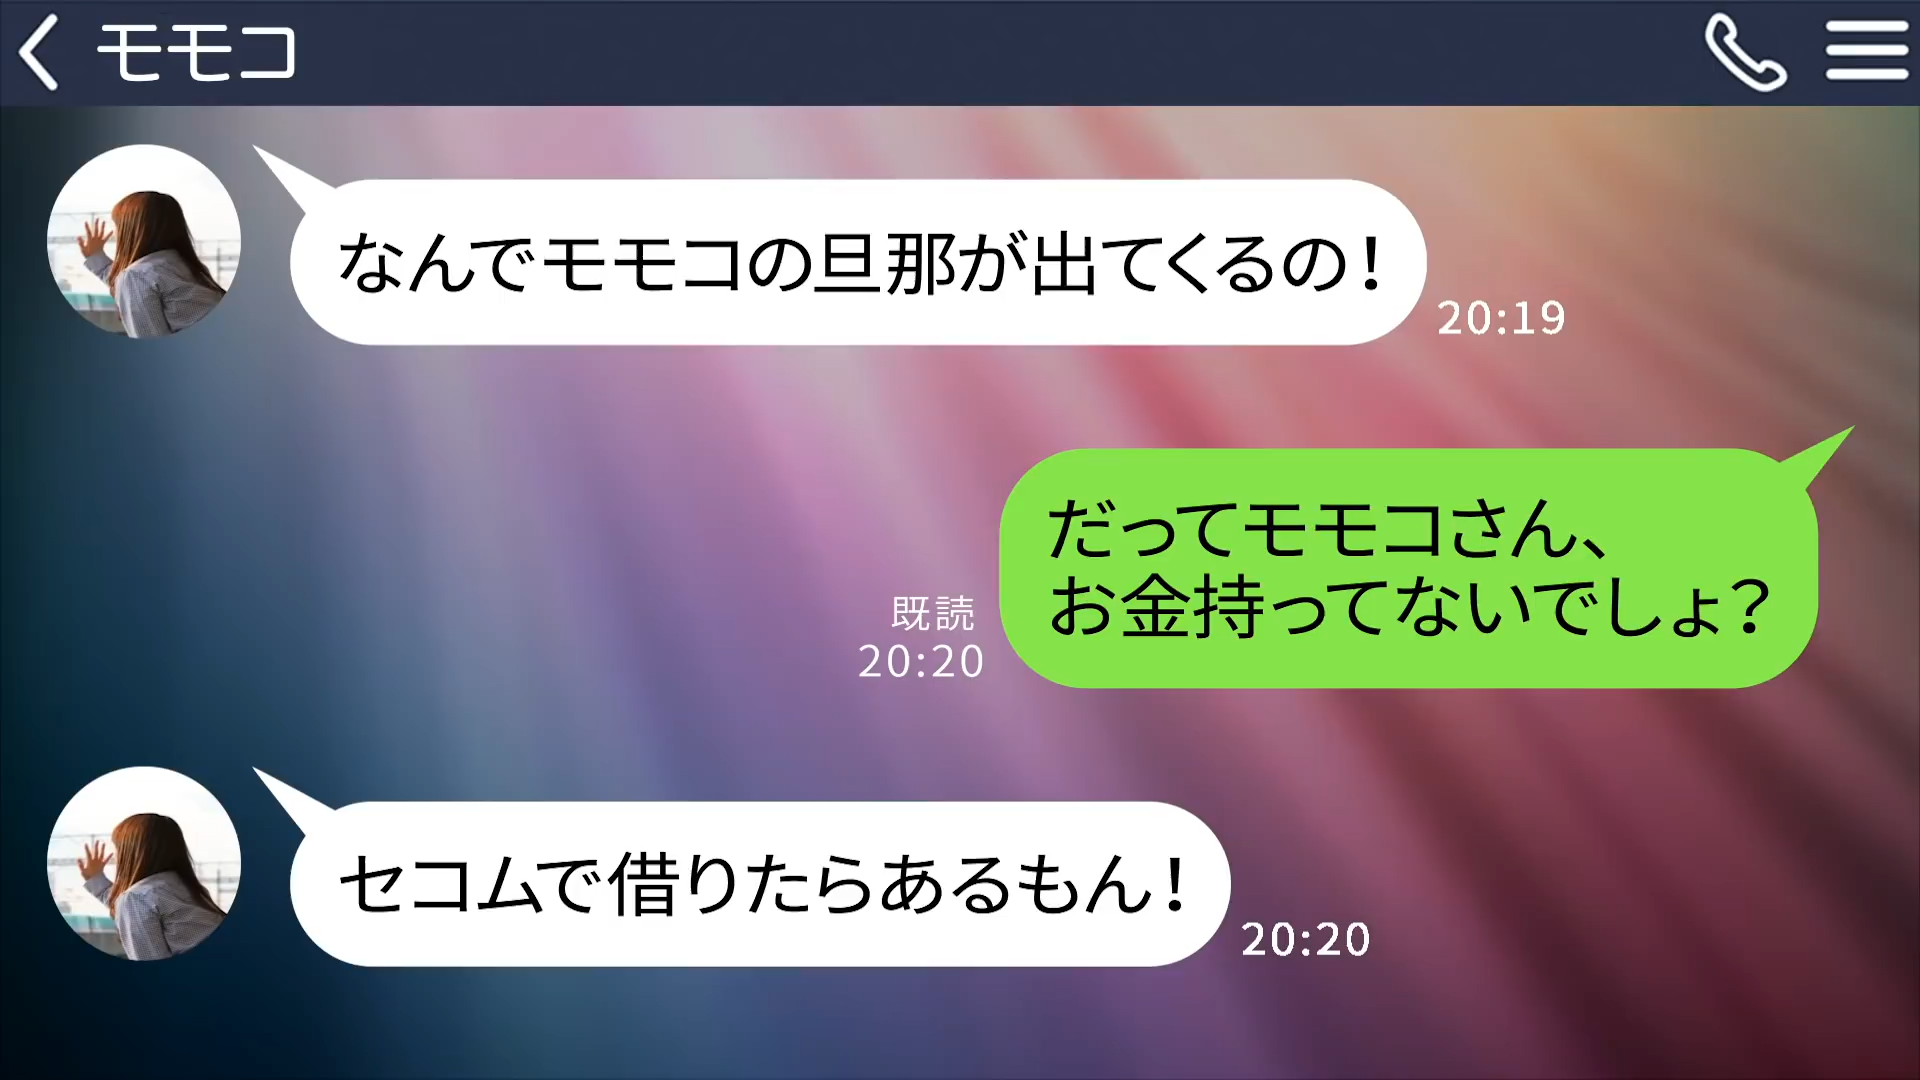 モモコ
なんでモモコの旦那が出てくるの！
20:19
だってモモコさん、
お金持ってないでしょ？
既読
20:20
セコムで借りたらあるもん！
20:20